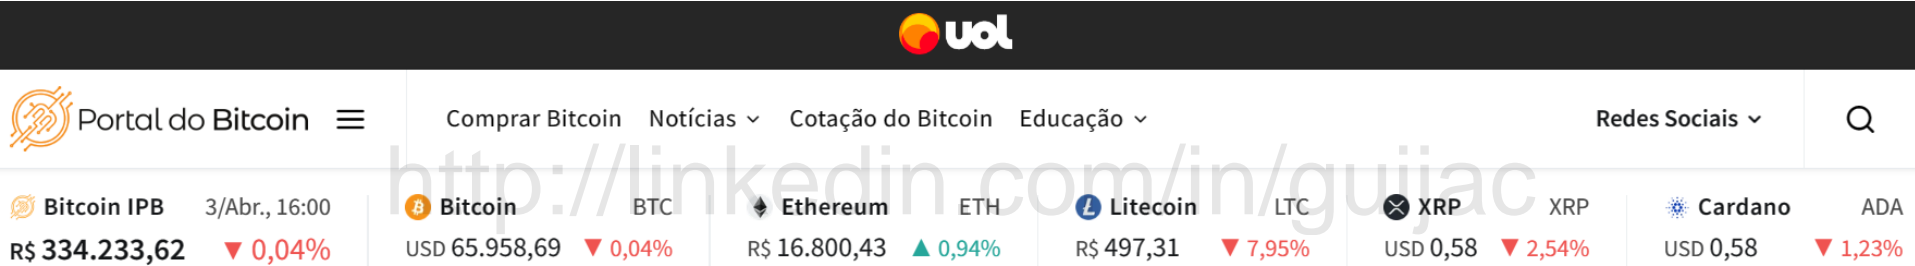 uol
Portal do Bitcoin
Comprar Bitcoin Notícias Cotação do Bitcoin Educação Redes Sociais
http://linkedin.com/in/guijac
Bitcoin IPB 3/Abr., 16:00 Bitcoin BTC Ethereum ETH Litecoin LTC XRP XRP Cardano ADA
R$ 334.233,62 ▼ 0,04% USD 65.958,69 ▼ 0,04% R$ 16.800,43 ▲ 0,94% R$ 497,31 ▼ 7,95% USD 0,58 ▼ 2,54% USD 0,58 ▼ 1,23%